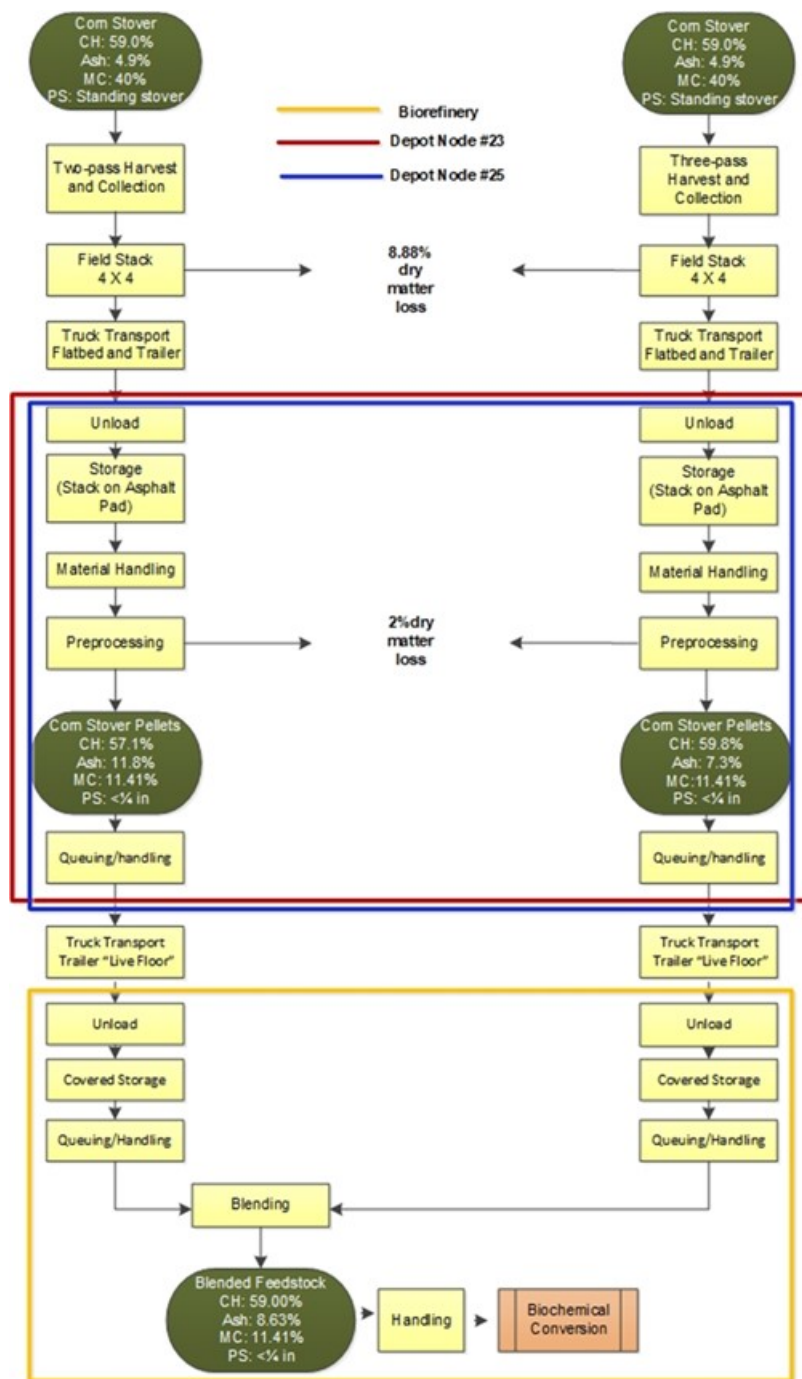 Corn Stover
CH: 59.0%
Ash: 4.9%
MC: 40%
PS: Standing stover
Two-pass Harvest
and Collection
Field Stack
4 X 4
Truck Transport
Flatbed and Trailer
Biorefinery
Depot Node #23
Depot Node #25
8.88%
dry
matter
loss
Corn Stover
CH: 59.0%
Ash: 4.9%
MC: 40%
PS: Standing stover
Three-pass
Harvest and
Collection
Field Stack
4 X 4
Truck Transport
Flatbed and Trailer
Unload
Storage
(Stack on Asphalt
Pad)
Material Handling
Preprocessing
Corn Stover Pellets
CH: 57.1%
Ash: 11.8%
MC: 11.41%
PS: <¼ in
Queuing/handling
2%dry
matter
loss
Unload
Storage
(Stack on Asphalt
Pad)
Material Handling
Preprocessing
Corn Stover Pellets
CH: 59.8%
Ash: 7.3%
MC:11.41%
PS: <¼ in
Queuing/handling
Truck Transport
Trailer "Live Floor"
Truck Transport
Trailer "Live Floor"
Unload
Covered Storage
Queuing/Handling
Unload
Covered Storage
Queuing/Handling
Blending
Blended Feedstock
CH: 59.00%
Ash: 8.63%
MC: 11.41%
PS: <¼ in
Handling
Biochemical
Conversion